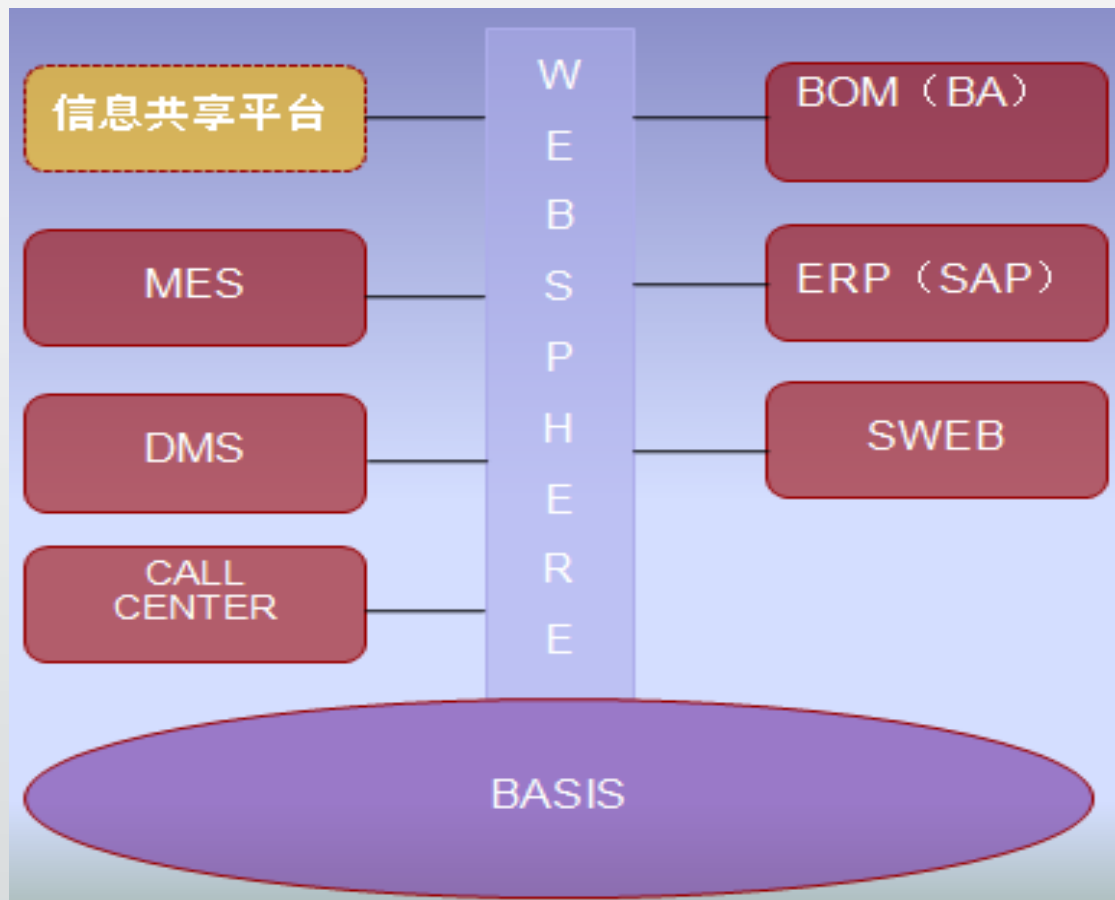 信息共享平台
MES
DMS
CALL
CENTER
W
E
B
S
P
H
E
R
E
BOM（BA）
ERP（SAP）
SWEB
BASIS